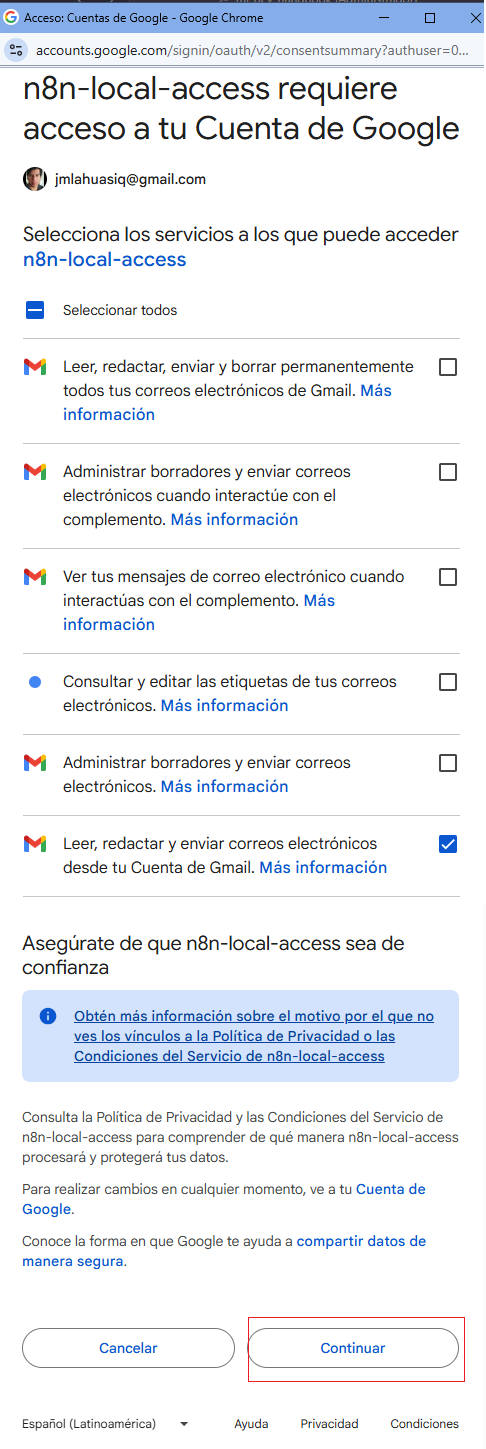 Acceso: Cuentas de Google - Google Chrome
accounts.google.com/signin/oauth/v2/consentsummary?authuser=0...
n8n-local-access requiere
acceso a tu Cuenta de Google
jmlahuasiq@gmail.com
Selecciona los servicios a los que puede acceder
n8n-local-access
Seleccionar todos
Leer, redactar, enviar y borrar permanentemente
todos tus correos electrónicos de Gmail. Más
información
Administrar borradores y enviar correos
electrónicos cuando interactúe con el
complemento. Más información
Ver tus mensajes de correo electrónico cuando
interactúas con el complemento. Más
información
Consultar y editar las etiquetas de tus correos
electrónicos. Más información
Administrar borradores y enviar correos
electrónicos. Más información
Leer, redactar y enviar correos electrónicos
desde tu Cuenta de Gmail. Más información
Asegúrate de que n8n-local-access sea de
confianza
Obtén más información sobre el motivo por el que no
ves los vínculos a la Política de Privacidad o las
Condiciones del Servicio de n8n-local-access
Consulta la Política de Privacidad y las Condiciones del Servicio de
n8n-local-access para comprender de qué manera n8n-local-access
procesará y protegerá tus datos.
Para realizar cambios en cualquier momento, ve a tu Cuenta de
Google.
Conoce la forma en que Google te ayuda a compartir datos de
manera segura.
Cancelar Continuar
Español (Latinoamérica) Ayuda Privacidad Condiciones